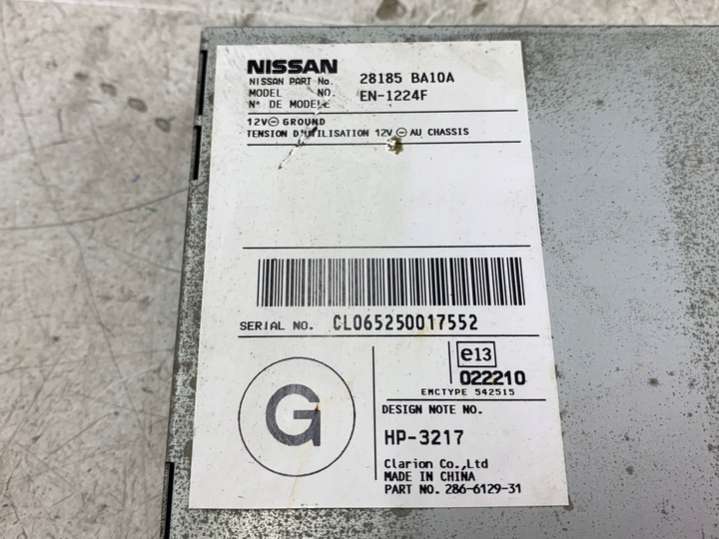 NISSAN
NISSAN PART No. 28185 BA10A
MODEL NO. EN-1224F
N° DE MODELE
12V⊖ GROUND
TENSION D'UTILISATION 12V ⊖ AU CHASSIS
SERIAL NO. CL065250017552
G
e13
022210
EMCTYPE 542515
DESIGN NOTE NO.
HP-3217
Clarion Co.,Ltd
MADE IN CHINA
PART NO. 286-6129-31